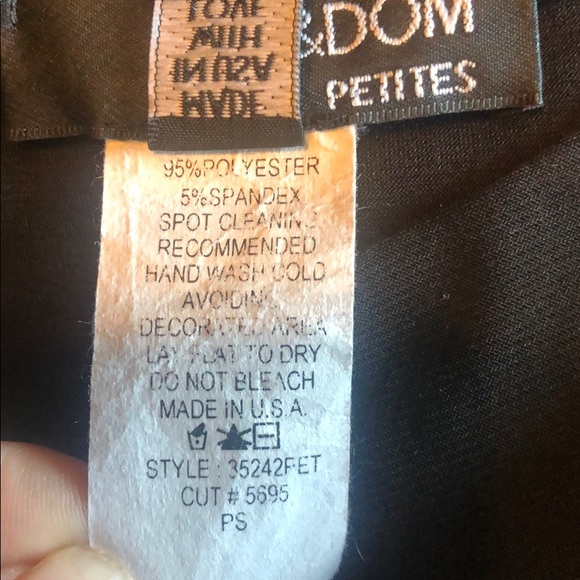 &DOM
PETITES
MADE
IN USA
WITH
LOVE
95%POLYESTER
5%SPANDEX
SPOT CLEANING
RECOMMENDED
HAND WASH COLD
AVOIDING
DECORATED AREA
LAY FLAT TO DRY
DO NOT BLEACH
MADE IN U.S.A.
STYLE : 35242PET
CUT # 5695
PS